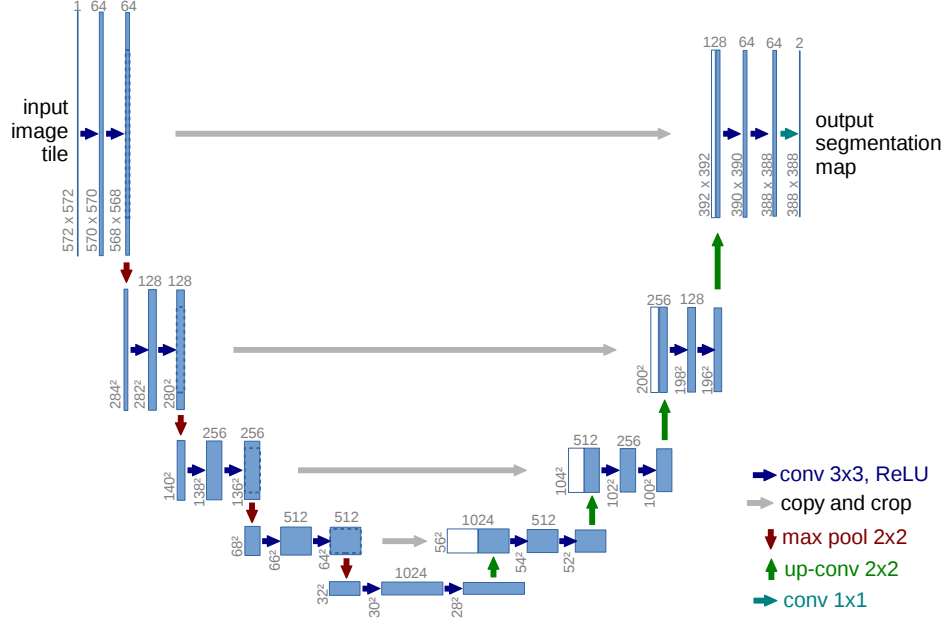 1 64 64
input
image
tile
572 x 572
570 x 570
568 x 568
128 64 64 2
output
segmentation
map
392 x 392
390 x 390
388 x 388
388 x 388
128 128
284²
282²
280²
256 128
200²
198²
196²
256 256
140²
138²
136²
512 256
104²
102²
100²
512 512
68²
66²
64²
1024 512
56²
54²
52²
1024
32²
30²
28²
conv 3x3, ReLU
copy and crop
max pool 2x2
up-conv 2x2
conv 1x1